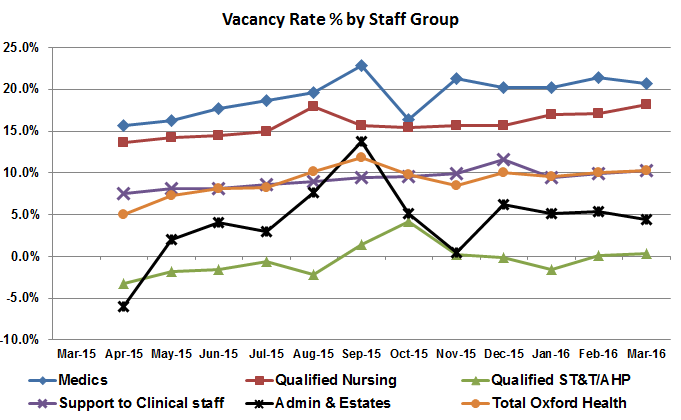 Vacancy Rate % by Staff Group
25.0%
20.0%
15.0%
10.0%
5.0%
0.0%
-5.0%
-10.0%
Mar-15 Apr-15 May-15 Jun-15 Jul-15 Aug-15 Sep-15 Oct-15 Nov-15 Dec-15 Jan-16 Feb-16 Mar-16
Medics Qualified Nursing Qualified ST&T/AHP
Support to Clinical staff Admin & Estates Total Oxford Health